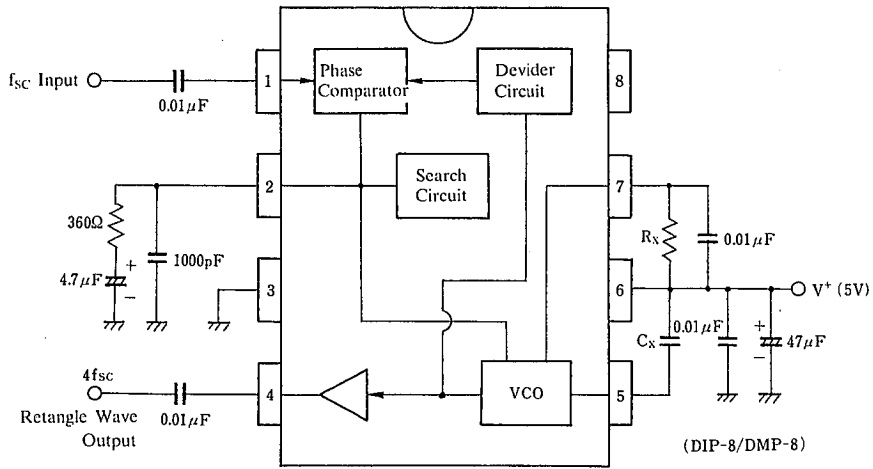 fSC Input
0.01μF
1
Phase
Comparator
Devider
Circuit
8
2
Search
Circuit
7
360Ω
4.7μF
+
−
1000pF
3
RX
0.01μF
6
V+ (5V)
CX
0.01μF
+
−
47μF
4fsc
Retangle Wave
Output
0.01μF
4
VCO
5
(DIP-8/DMP-8)